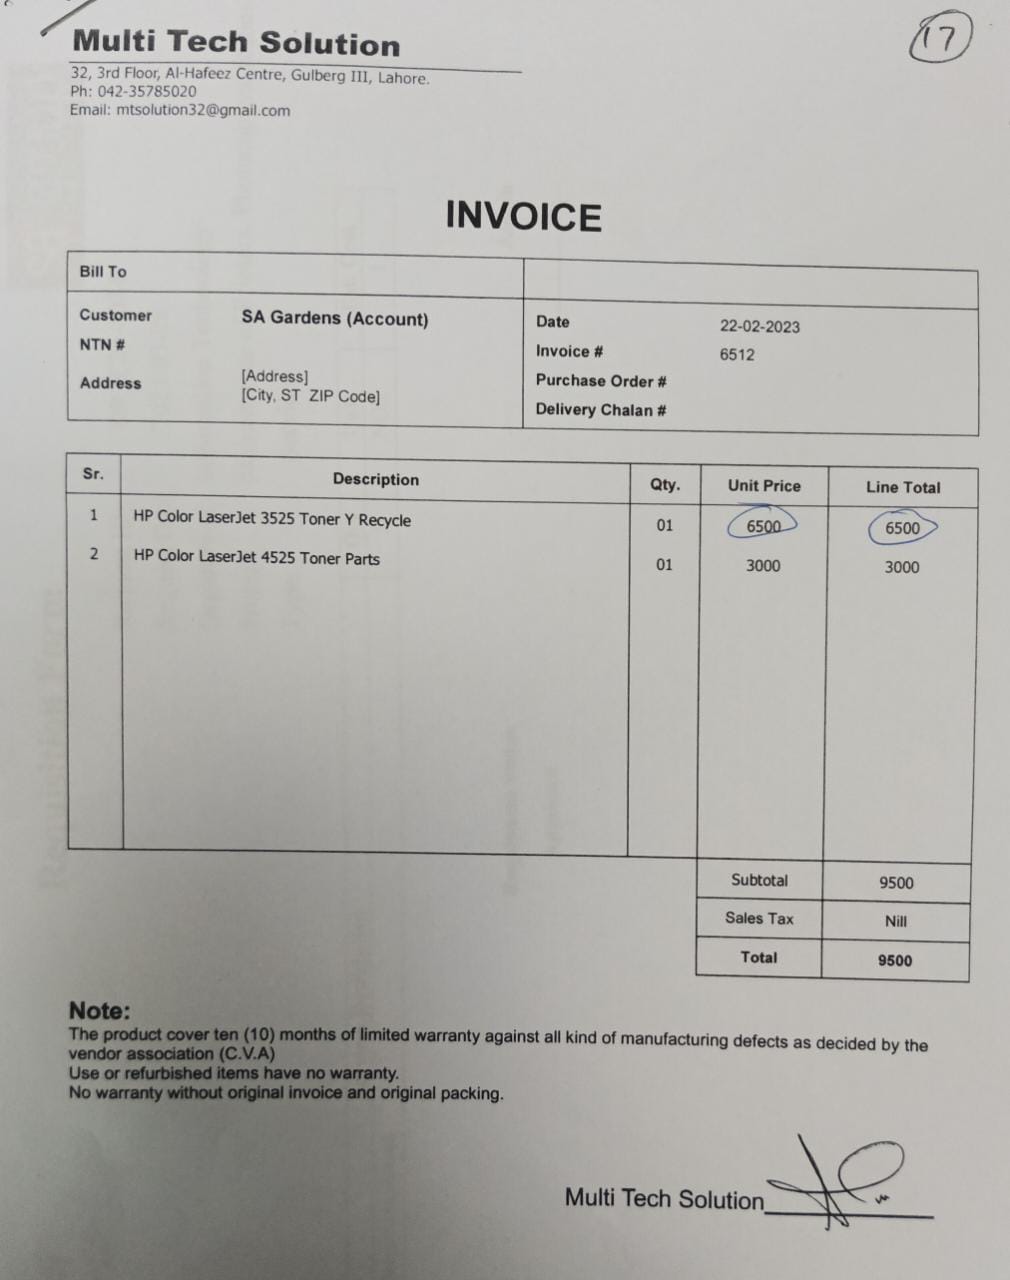 17
Multi Tech Solution
32, 3rd Floor, Al-Hafeez Centre, Gulberg III, Lahore.
Ph: 042-35785020
Email: mtsolution32@gmail.com
INVOICE
Bill To
Customer SA Gardens (Account)
NTN #
Address [Address]
[City, ST ZIP Code]
Date 22-02-2023
Invoice # 6512
Purchase Order #
Delivery Chalan #
Sr. Description Qty. Unit Price Line Total
1 HP Color LaserJet 3525 Toner Y Recycle 01 6500 6500
2 HP Color LaserJet 4525 Toner Parts 01 3000 3000
Subtotal 9500
Sales Tax Nill
Total 9500
Note:
The product cover ten (10) months of limited warranty against all kind of manufacturing defects as decided by the
vendor association (C.V.A)
Use or refurbished items have no warranty.
No warranty without original invoice and original packing.
Multi Tech Solution